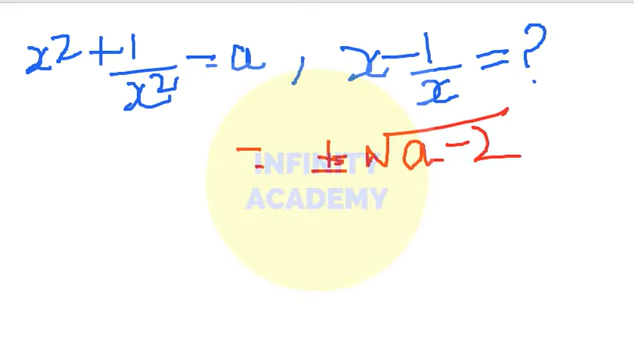 x² + 1/x² = a , x - 1/x = ?
= ± √(a - 2)
INFINITY
ACADEMY